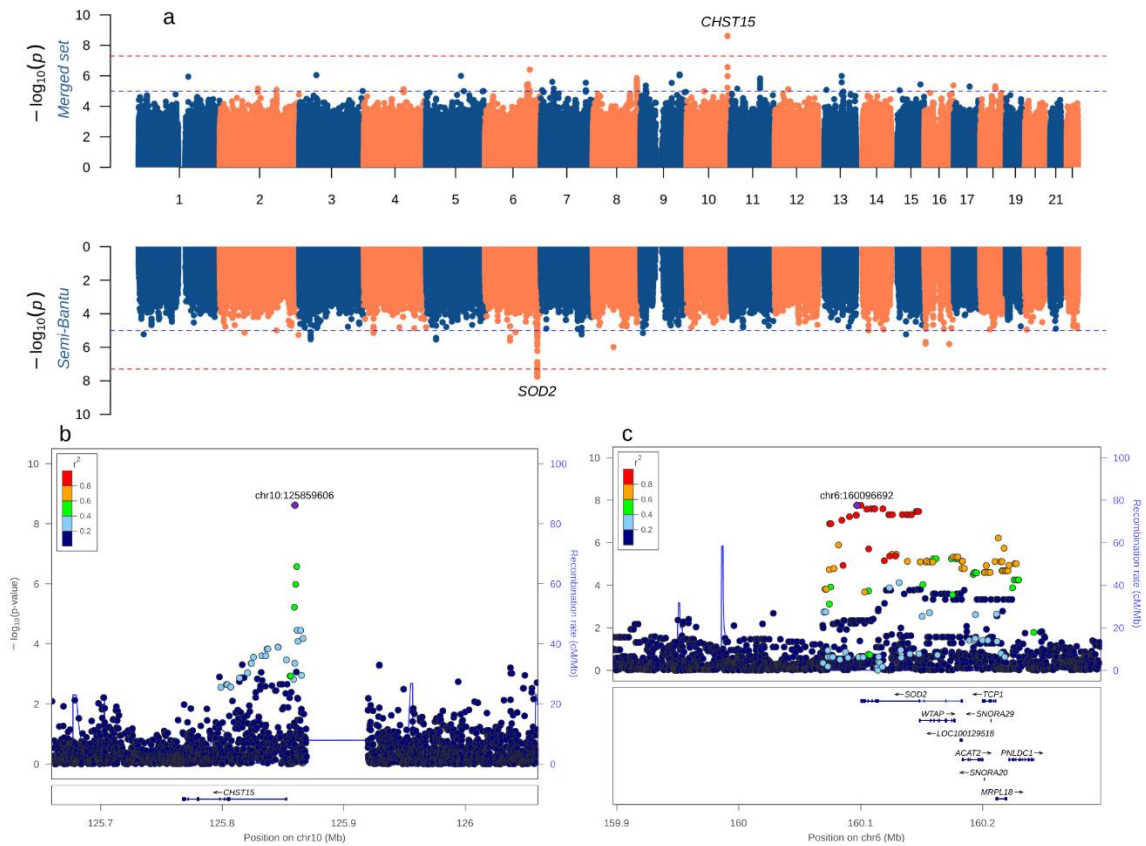 a
10
8
6
4
2
0
− log10(p)
Merged set
CHST15
1 2 3 4 5 6 7 8 9 10 11 12 13 14 15 16 17 19 21
0
2
4
6
8
10
− log10(p)
Semi-Bantu
SOD2
b
10
8
6
4
2
0
− log10(p-value)
r2
0.8
0.6
0.4
0.2
chr10:125859606
100
80
60
40
20
0
Recombination rate (cM/Mb)
←CHST15
125.7 125.8 125.9 126
Position on chr10 (Mb)
c
10
8
6
4
2
0
r2
0.8
0.6
0.4
0.2
chr6:160096692
100
80
60
40
20
0
Recombination rate (cM/Mb)
←SOD2 ←TCP1
WTAP→ ←SNORA29
←LOC100129518
ACAT2→ PNLDC1→
←SNORA20
MRPL18→
159.9 160 160.1 160.2
Position on chr6 (Mb)